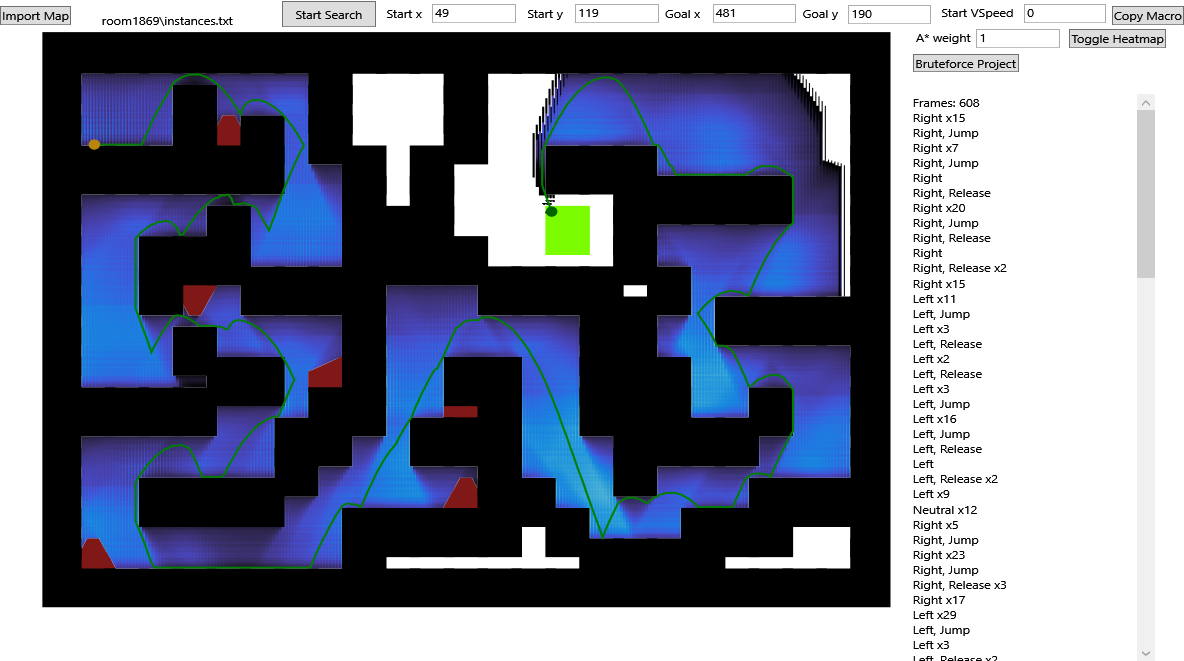 Import Map
room1869\instances.txt
Start Search
Start x 49
Start y 119
Goal x 481
Goal y 190
Start VSpeed 0
Copy Macro
A* weight 1
Toggle Heatmap
Bruteforce Project
Frames: 608
Right x15
Right, Jump
Right x7
Right, Jump
Right
Right, Release
Right x20
Right, Jump
Right, Release
Right
Right, Release x2
Right x15
Left x11
Left, Jump
Left x3
Left, Release
Left x2
Left, Release
Left x3
Left, Jump
Left x16
Left, Jump
Left, Release
Left
Left, Release x2
Left x9
Neutral x12
Right x5
Right, Jump
Right x23
Right, Jump
Right, Release x3
Right x17
Left x29
Left, Jump
Left x3
Left, Release x2